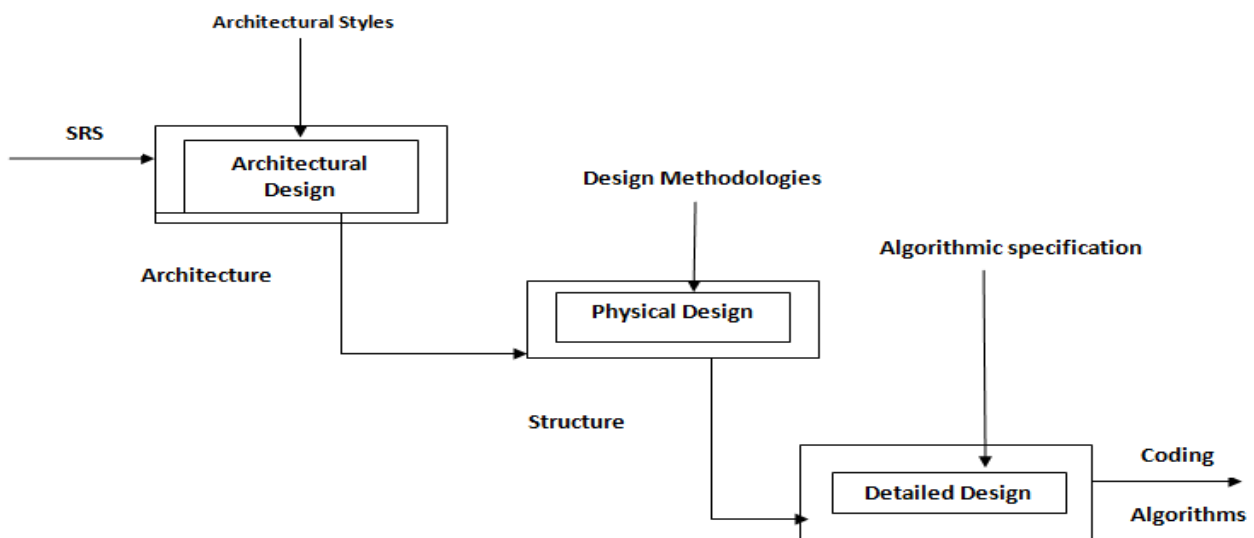 Architectural Styles
SRS
Architectural
Design
Design Methodologies
Architecture
Algorithmic specification
Physical Design
Structure
Coding
Detailed Design
Algorithms